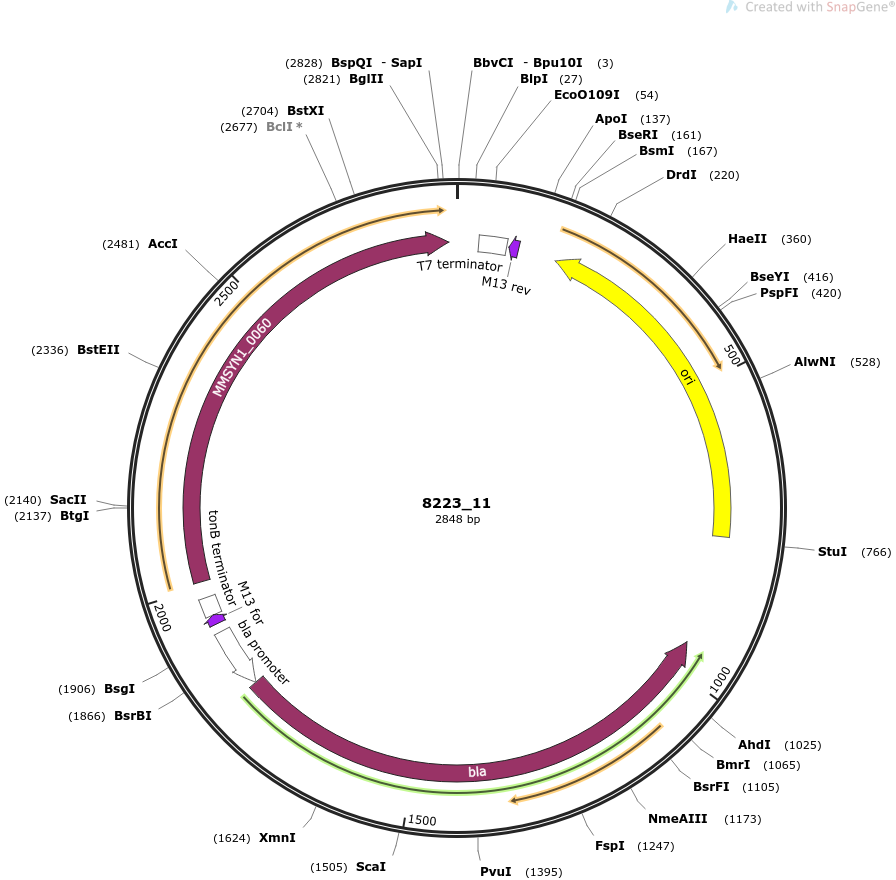 Created with SnapGene®
(2828) BspQI - SapI
(2821) BglII
(2704) BstXI
(2677) BclI *
(2481) AccI
(2336) BstEII
(2140) SacII
(2137) BtgI
(1906) BsgI
(1866) BsrBI
(1624) XmnI
(1505) ScaI
BbvCI - Bpu10I (3)
BlpI (27)
EcoO109I (54)
ApoI (137)
BseRI (161)
BsmI (167)
DrdI (220)
HaeII (360)
BseYI (416)
PspFI (420)
AlwNI (528)
StuI (766)
AhdI (1025)
BmrI (1065)
BsrFI (1105)
NmeAIII (1173)
FspI (1247)
PvuI (1395)
T7 terminator
M13 rev
ori
500
1000
1500
2000
2500
MMSYN1_0060
tonB terminator
M13 for
bla promoter
bla
8223_11
2848 bp